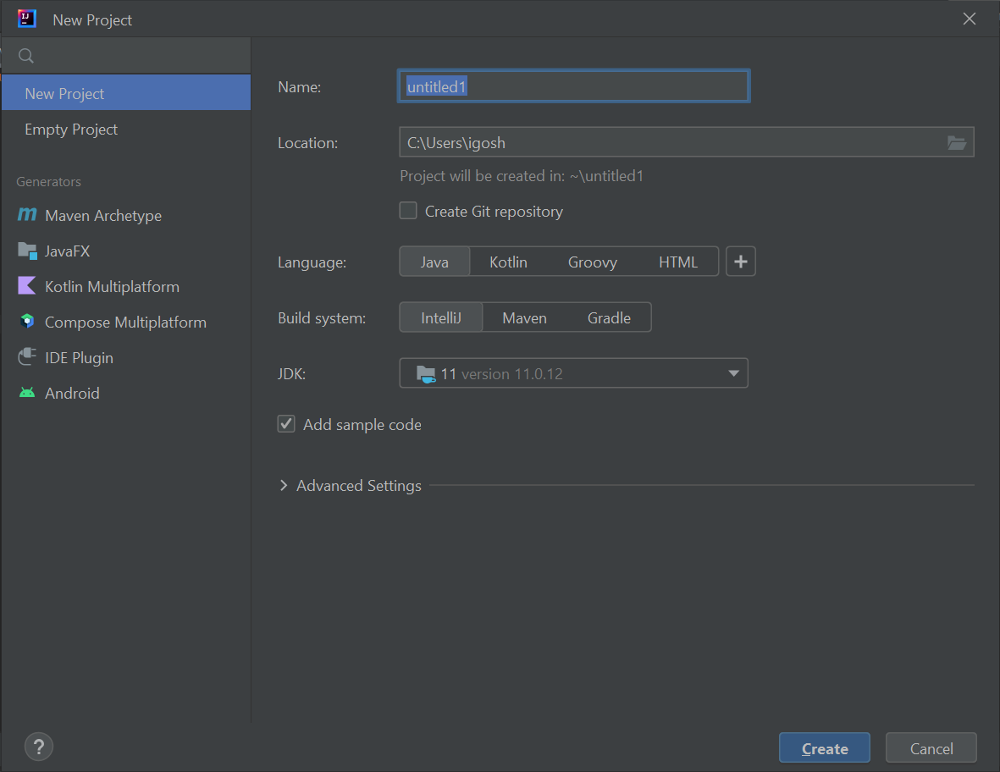 New Project
New Project
Empty Project
Generators
Maven Archetype
JavaFX
Kotlin Multiplatform
Compose Multiplatform
IDE Plugin
Android
Name: untitled1
Location: C:\Users\igosh
Project will be created in: ~\untitled1
Create Git repository
Language: Java Kotlin Groovy HTML +
Build system: IntelliJ Maven Gradle
JDK: 11 version 11.0.12
Add sample code
Advanced Settings
? Create Cancel